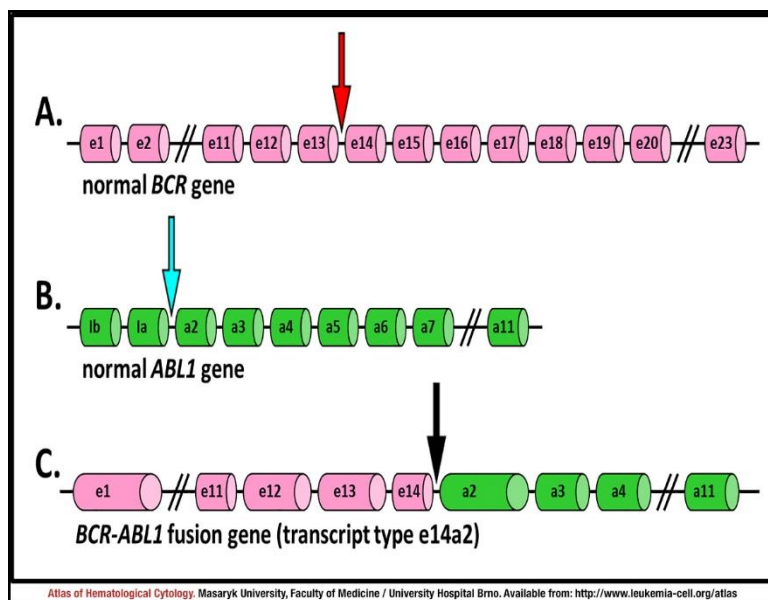 A.
e1 e2 e11 e12 e13 e14 e15 e16 e17 e18 e19 e20 e23
normal BCR gene
B.
Ib Ia a2 a3 a4 a5 a6 a7 a11
normal ABL1 gene
C.
e1 e11 e12 e13 e14 a2 a3 a4 a11
BCR-ABL1 fusion gene (transcript type e14a2)
Atlas of Hematological Cytology. Masaryk University, Faculty of Medicine / University Hospital Brno. Available from: http://www.leukemia-cell.org/atlas